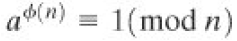 a^ϕ(n) ≡ 1(mod n)